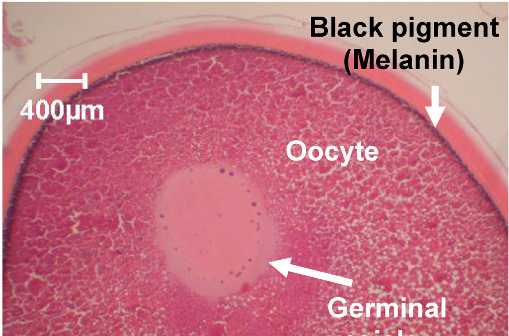 Black pigment
(Melanin)
400µm
Oocyte
Germinal